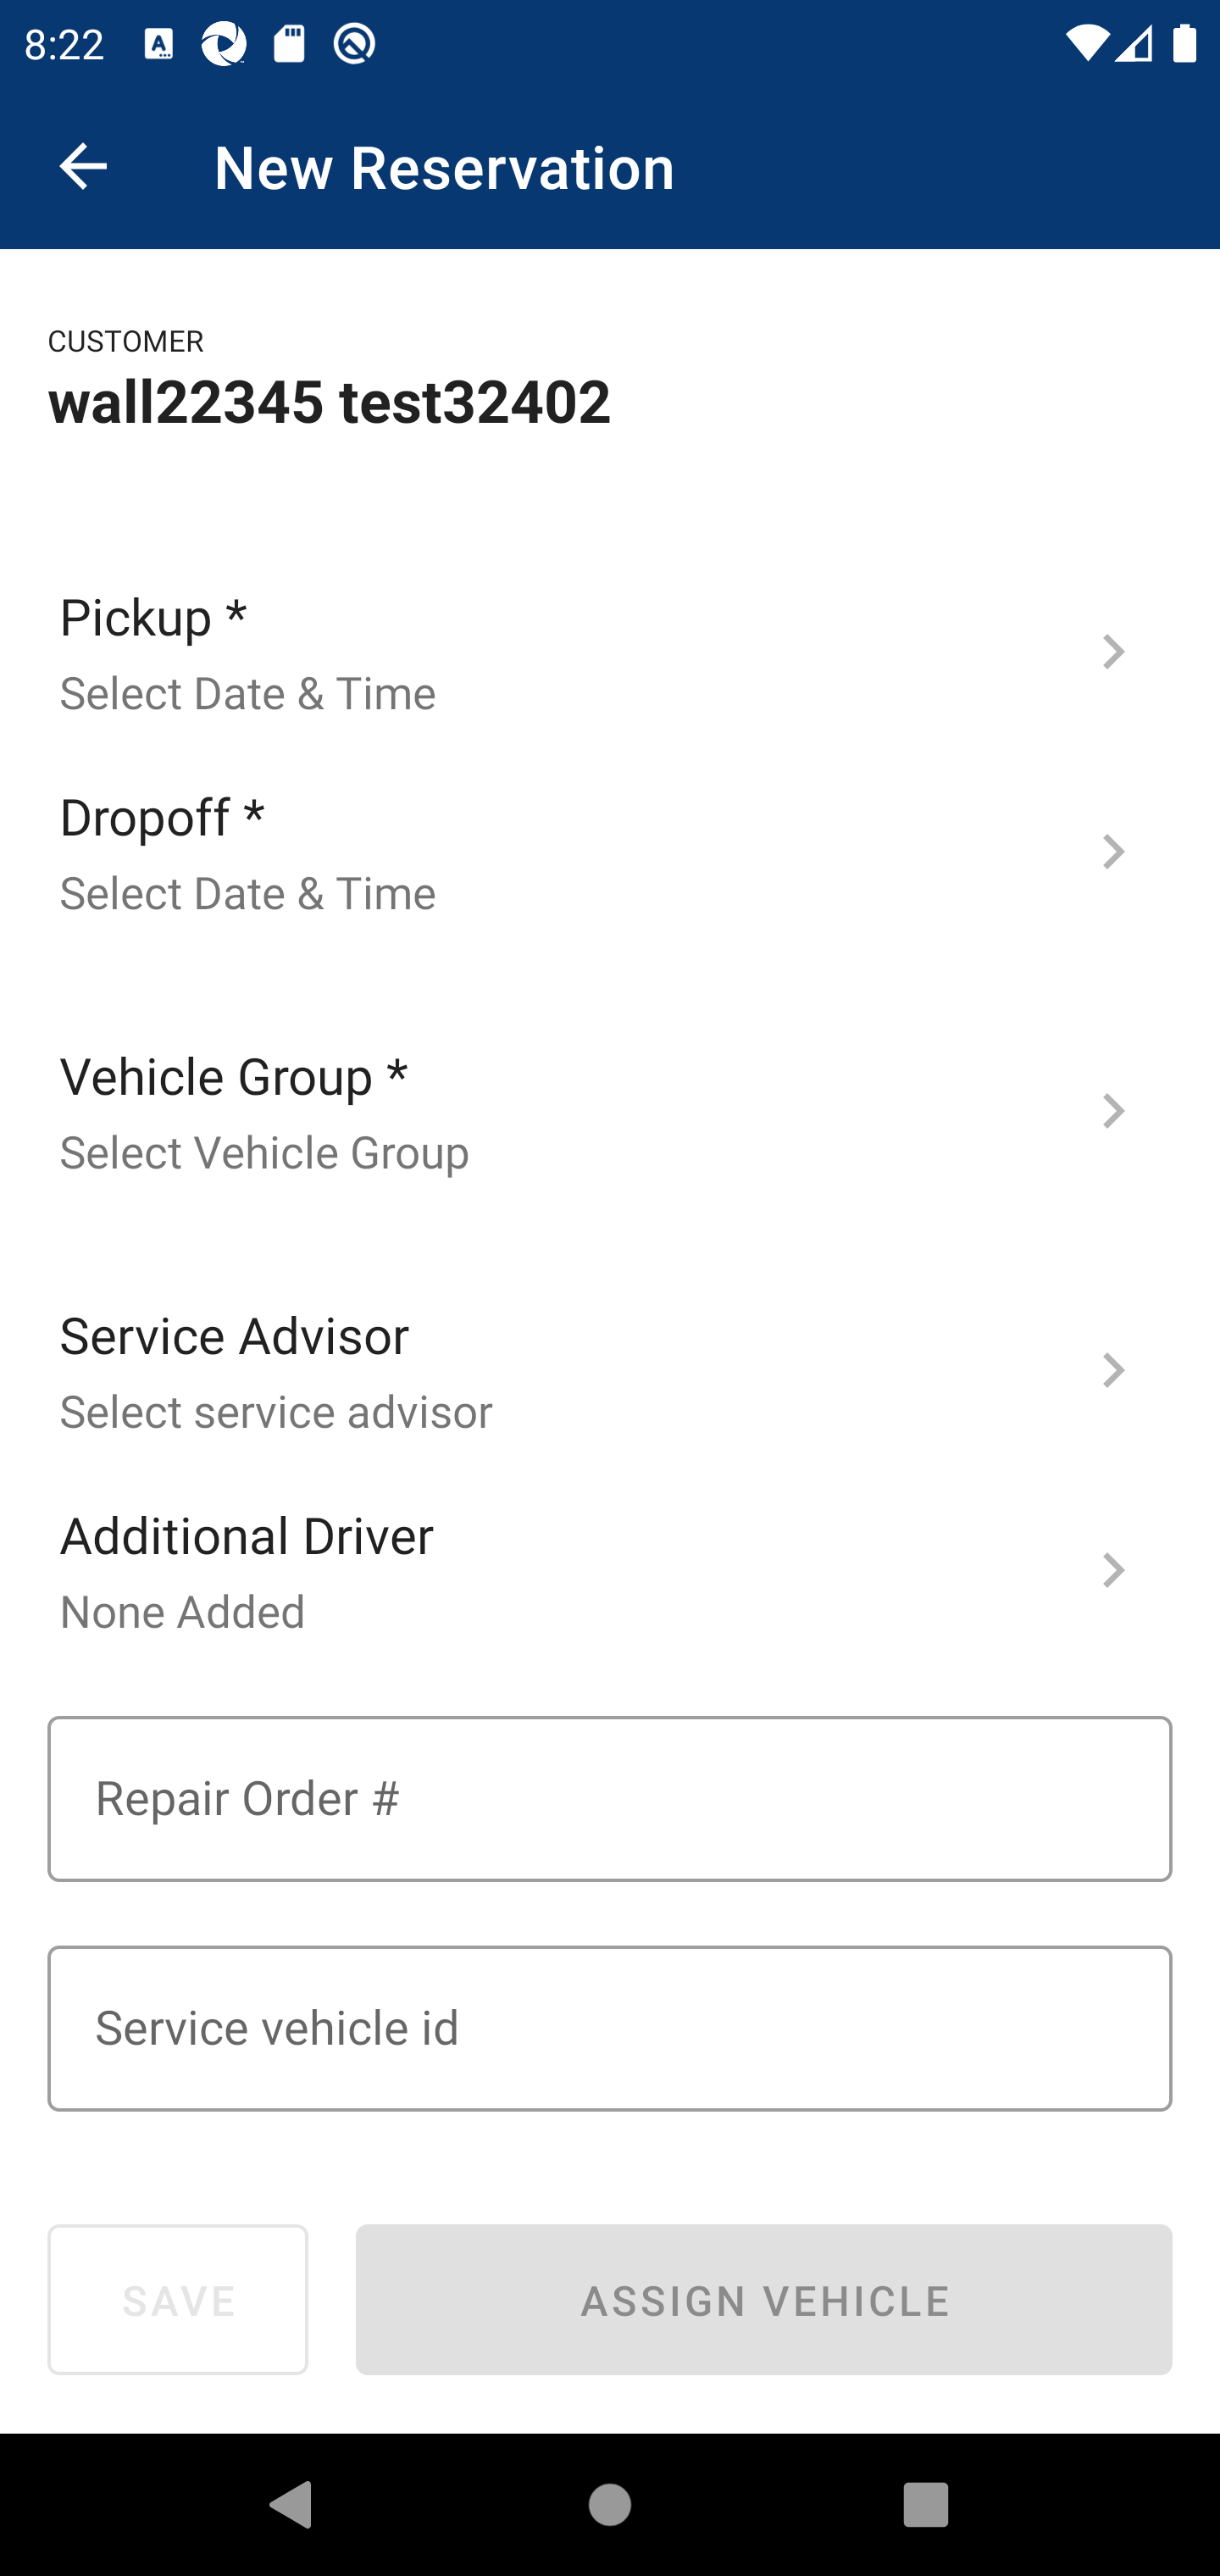 8:22
New Reservation
CUSTOMER
wall22345 test32402
Pickup *
Select Date & Time
Dropoff *
Select Date & Time
Vehicle Group *
Select Vehicle Group
Service Advisor
Select service advisor
Additional Driver
None Added
Repair Order #
Service vehicle id
SAVE
ASSIGN VEHICLE